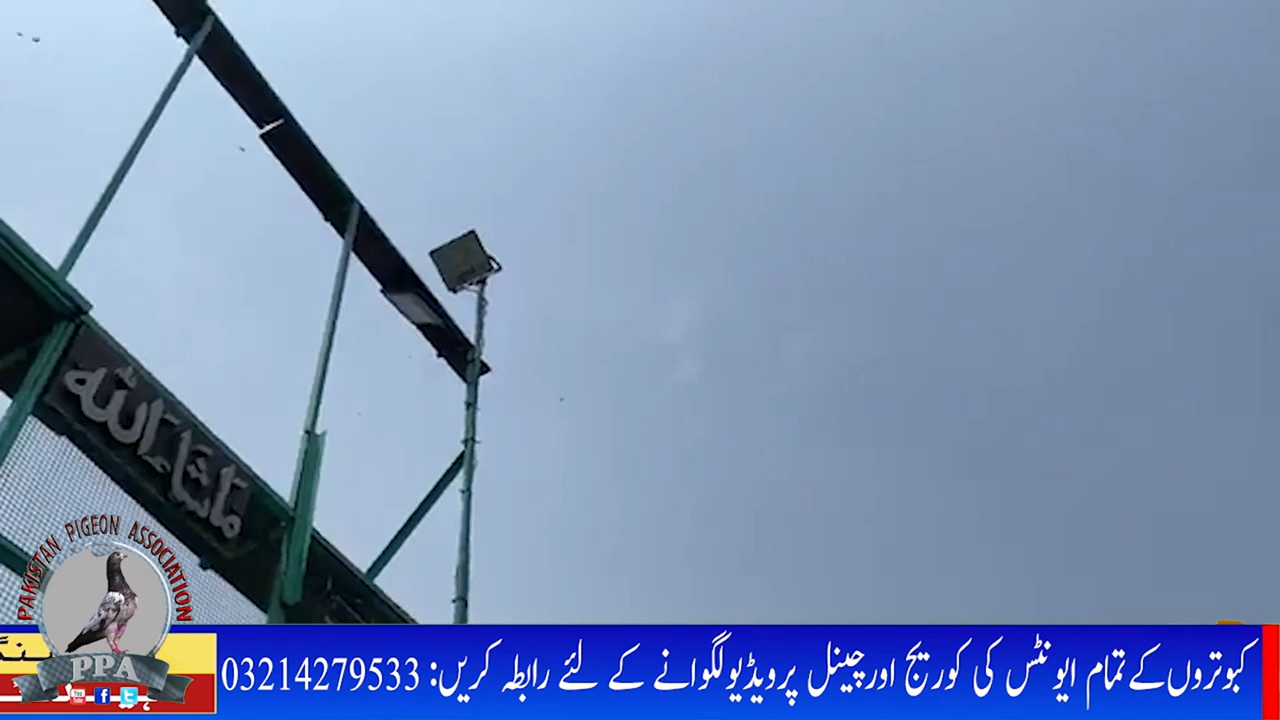 ماشاءاللہ
PAKISTAN PIGEON ASSOCIATION
PPA
You
کبوتروں کے تمام ایونٹس کی کوریج اور چینل پر ویڈیو لگوانے کے لئے رابطہ کریں: 03214279533